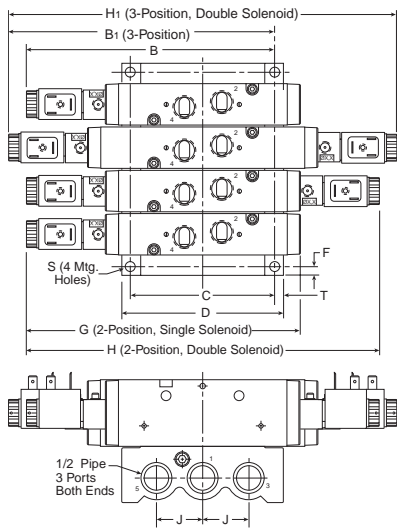 H1 (3-Position, Double Solenoid)
B1 (3-Position)
B
2
4
2
4
2
4
2
4
F
S (4 Mtg.
Holes)
C
T
D
G (2-Position, Single Solenoid)
H (2-Position, Double Solenoid)
1/2 Pipe
3 Ports
Both Ends
1
5
3
J
J